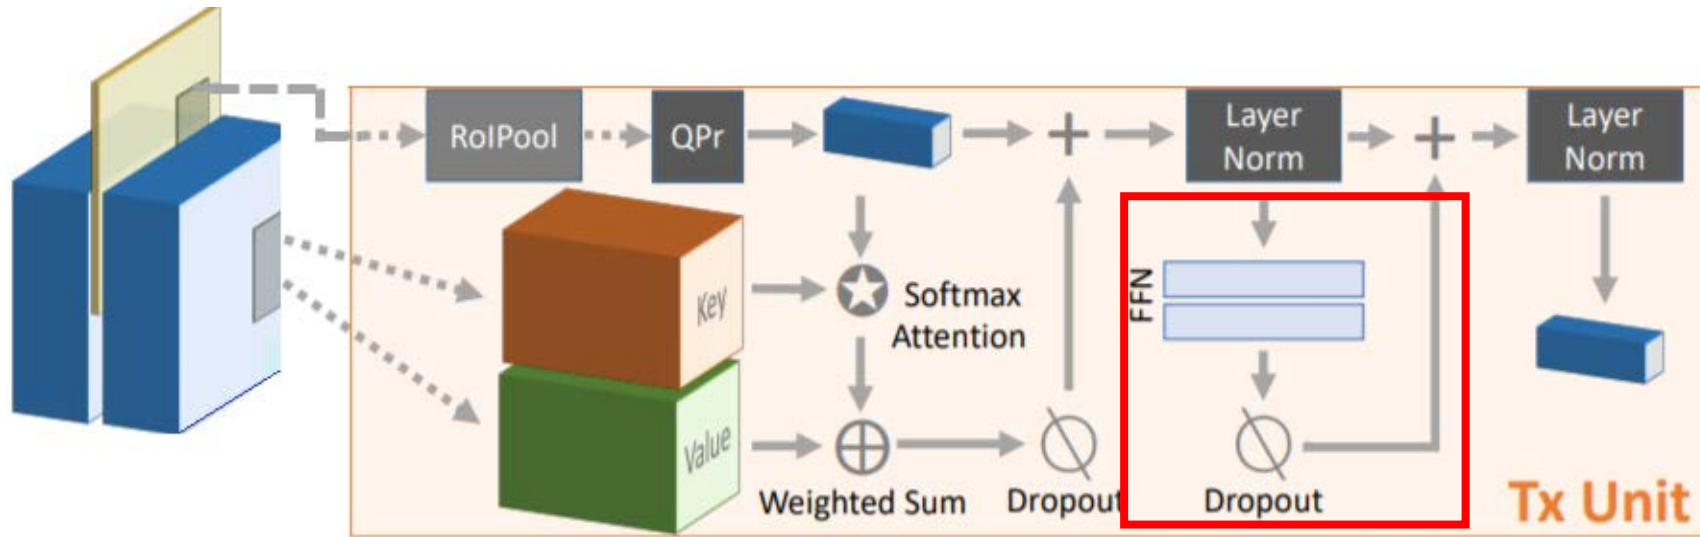 RoIPool
QPr
Layer
Norm
Layer
Norm
Key
Softmax
Attention
FFN
Value
Weighted Sum
Dropout
Dropout
Tx Unit